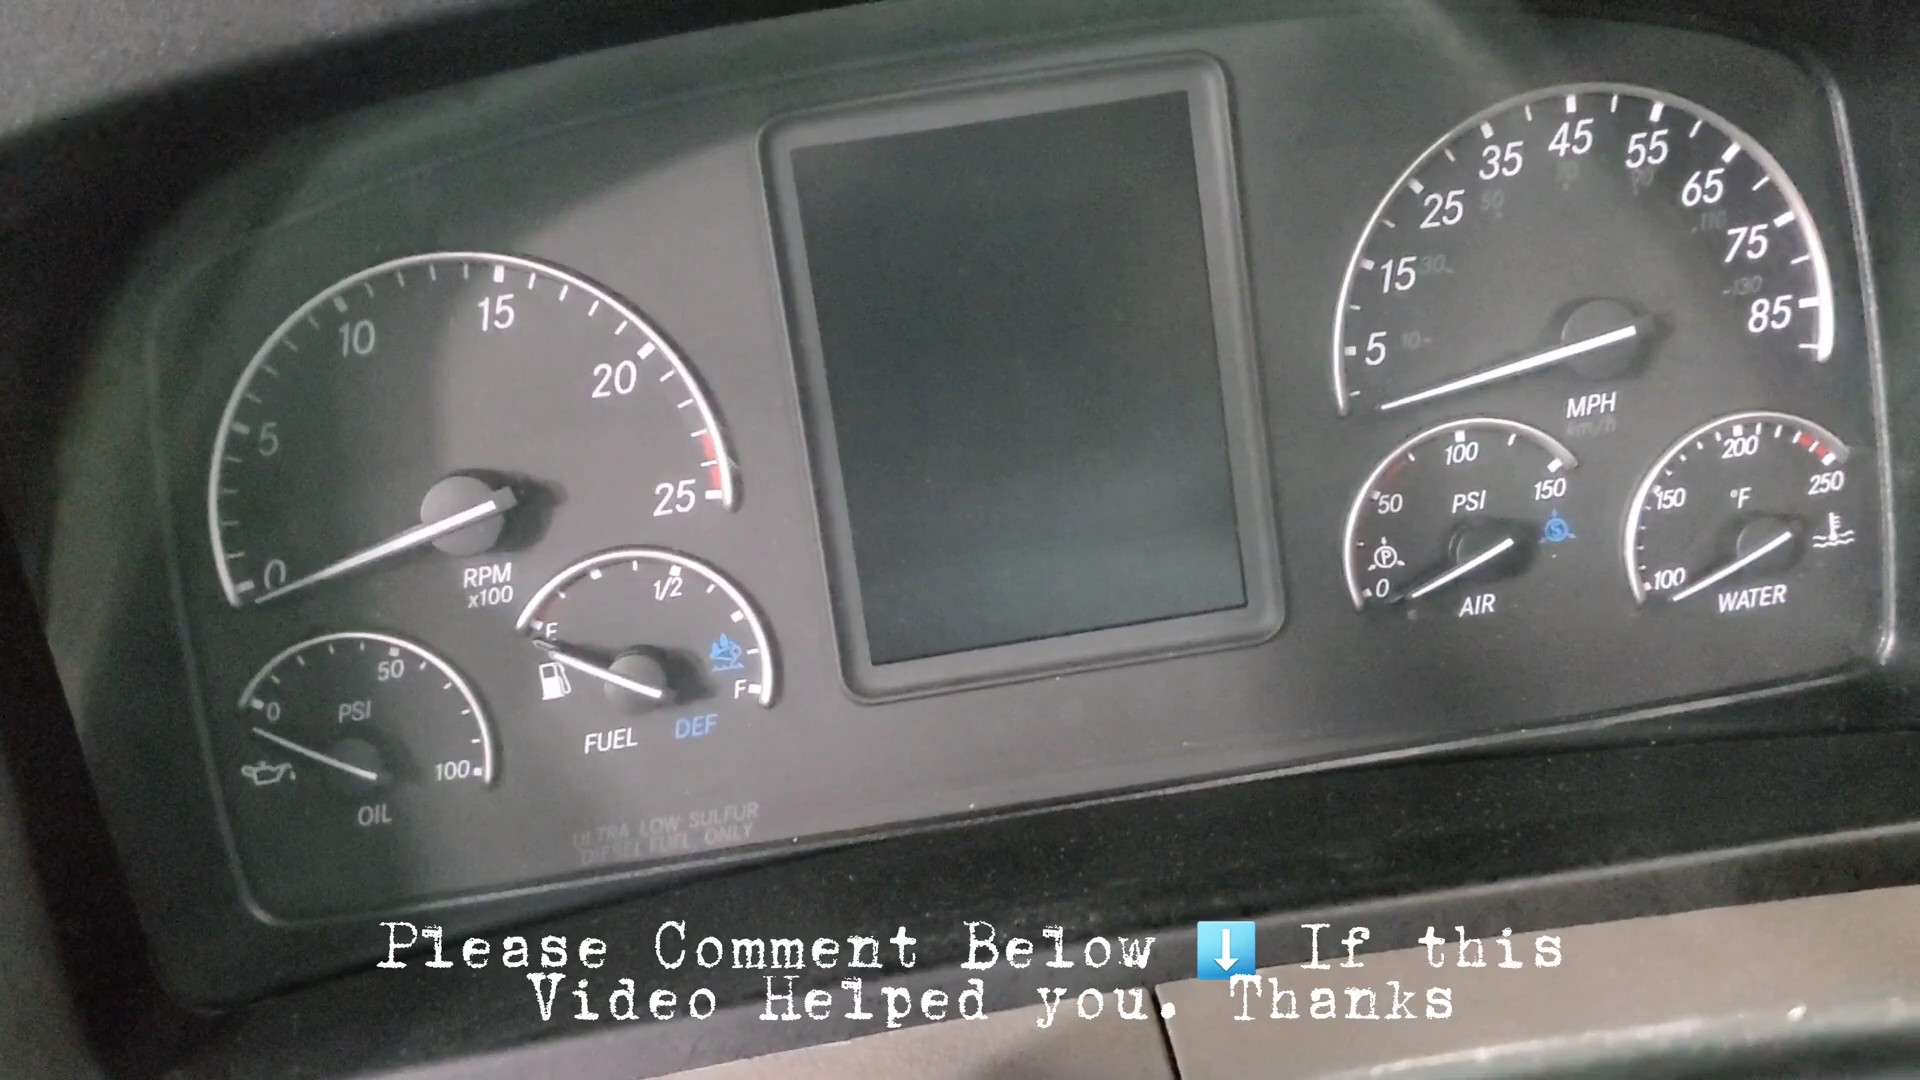 35 45 55
25 65
15 75
5 85
MPH
km/h
10 15 20
5 25
0
RPM
x100
1/2
F
FUEL DEF
50
0 PSI
100
OIL
100
50 PSI 150
P S
0 AIR
200
150 °F 250
100
WATER
ULTRA LOW SULFUR
DIESEL FUEL ONLY
Please Comment Below ⬇ If this
Video Helped you. Thanks